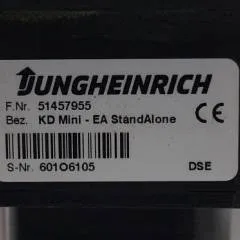 JUNGHEINRICH
F.Nr. 51457955
Bez. KD Mini - EA StandAlone CE
S-Nr. 601O6105 DSE